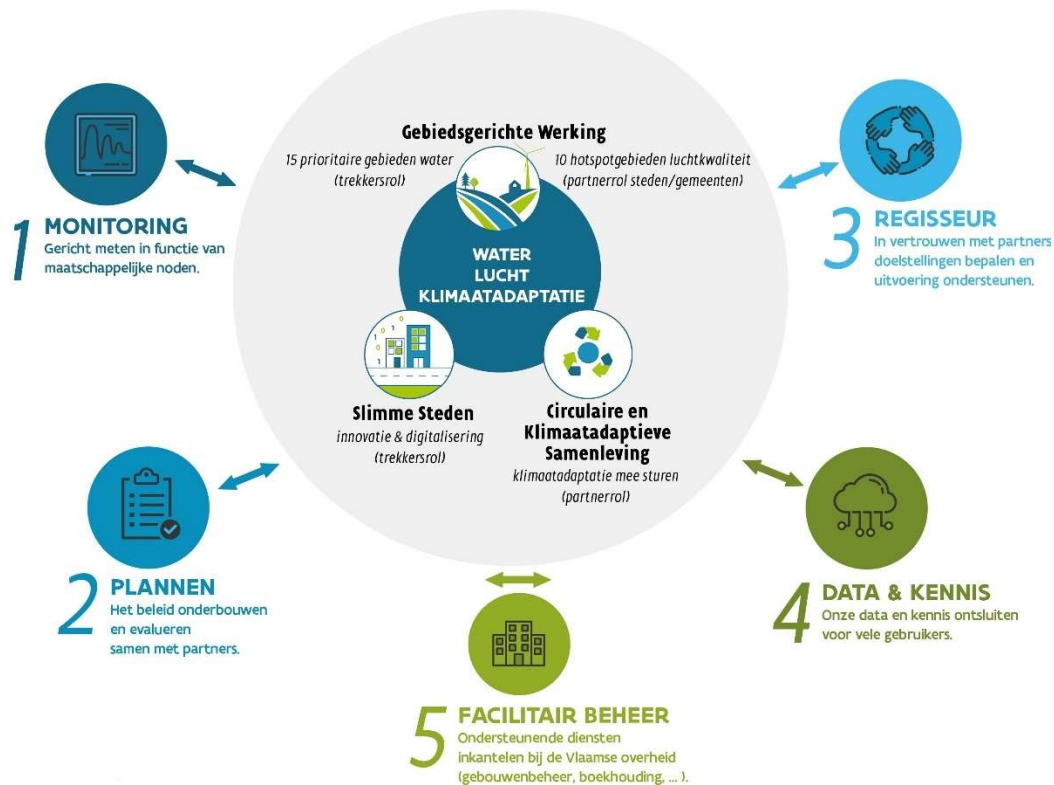 Gebiedsgerichte Werking
15 prioritaire gebieden water
(trekkersrol)
10 hotspotgebieden luchtkwaliteit
(partnerrol steden/gemeenten)
WATER
LUCHT
KLIMAATADAPTATIE
Slimme Steden
innovatie & digitalisering
(trekkersrol)
Circulaire en
Klimaatadaptieve
Samenleving
klimaatadaptatie mee sturen
(partnerrol)
1 MONITORING
Gericht meten in functie van
maatschappelijke noden.
2 PLANNEN
Het beleid onderbouwen
en evalueren
samen met partners.
3 REGISSEUR
In vertrouwen met partners
doelstellingen bepalen en
uitvoering ondersteunen.
4 DATA & KENNIS
Onze data en kennis ontsluiten
voor vele gebruikers.
5 FACILITAIR BEHEER
Ondersteunende diensten
inkantelen bij de Vlaamse overheid
(gebouwenbeheer, boekhouding, ... ).